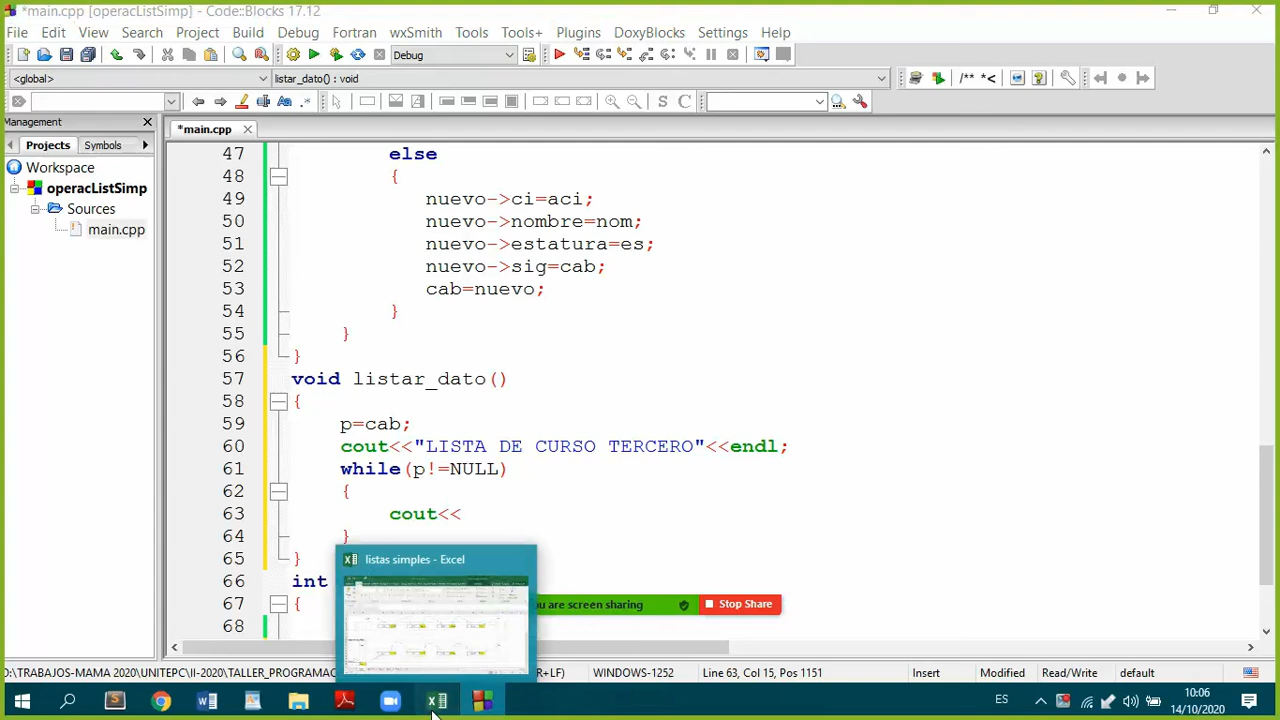 *main.cpp [operacListSimp] - Code::Blocks 17.12
File Edit View Search Project Build Debug Fortran wxSmith Tools Tools+ Plugins DoxyBlocks Settings Help
Debug
<global>
listar_dato() : void
/** *<
S C
Management
*main.cpp
Projects Symbols
Workspace
operacListSimp
Sources
main.cpp
47 else
48 {
49 nuevo->ci=aci;
50 nuevo->nombre=nom;
51 nuevo->estatura=es;
52 nuevo->sig=cab;
53 cab=nuevo;
54 }
55 }
56 }
57 void listar_dato()
58 {
59 p=cab;
60 cout<<"LISTA DE CURSO TERCERO"<<endl;
61 while(p!=NULL)
62 {
63 cout<<
64 }
65 }
66 int
67 {
68
listas simples - Excel
ou are screen sharing
Stop Share
D:\TRABAJOS-MAMA 2020\UNITEPC\II-2020\TALLER_PROGRAMAC
+LF) WINDOWS-1252 Line 63, Col 15, Pos 1151 Insert Modified Read/Write default
ES
10:06
14/10/2020